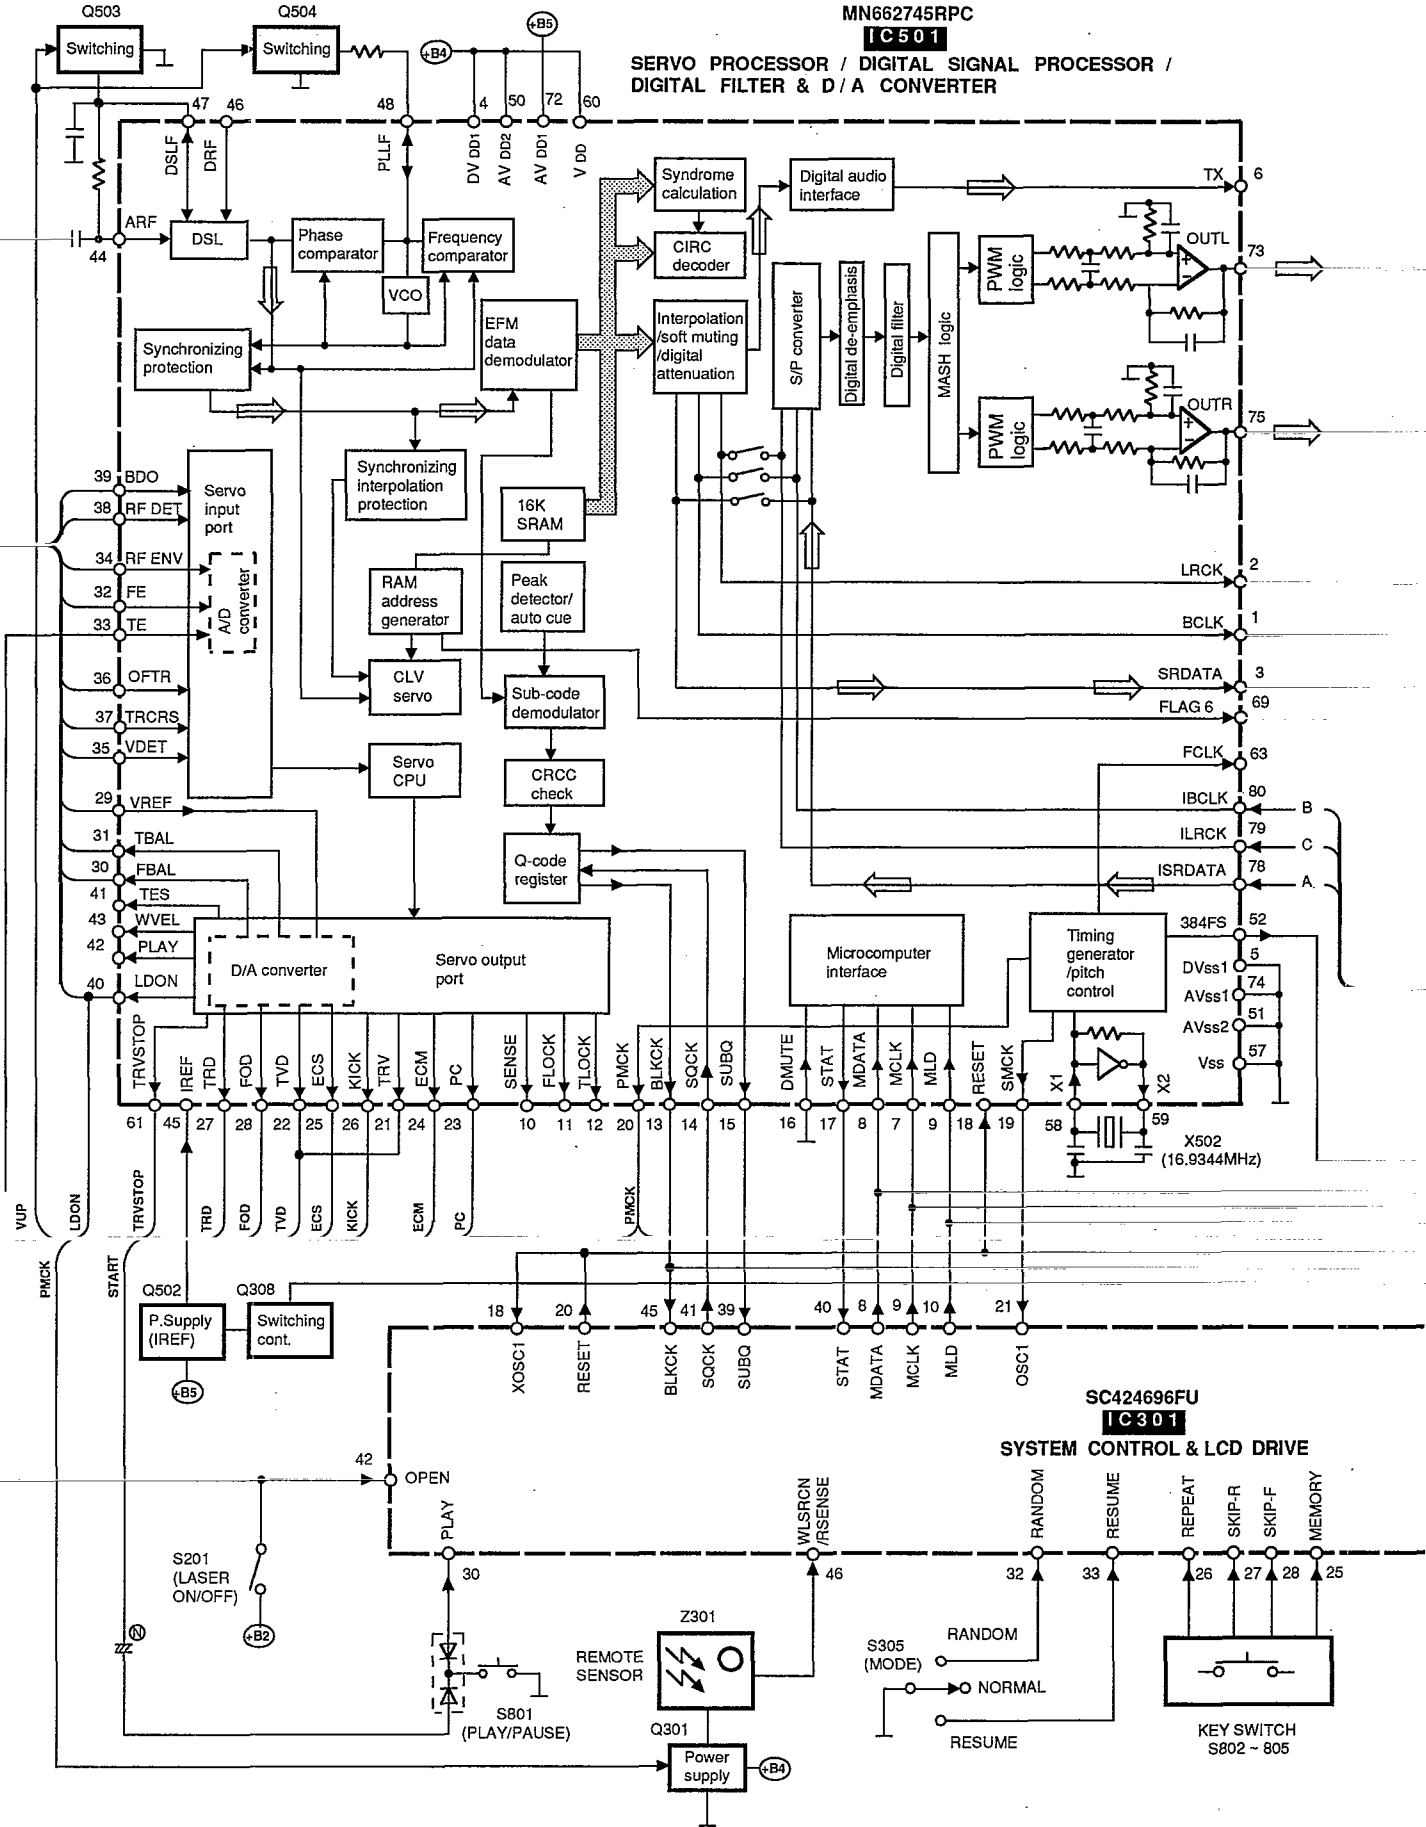 Q503
Switching
Q504
Switching
MN662745RPC
IC501
SERVO PROCESSOR / DIGITAL SIGNAL PROCESSOR /
DIGITAL FILTER & D/A CONVERTER
+B4
+B5
47
46
48
4
50
72
60
DSLF
DRF
PLLF
DV DD1
AV DD2
AV DD1
V DD
ARF
44
DSL
Phase
comparator
Frequency
comparator
VCO
Synchronizing
protection
EFM
data
demodulator
Syndrome
calculation
CIRC
decoder
Interpolation
/soft muting
/digital
attenuation
Digital audio
interface
S/P converter
Digital de-emphasis
Digital filter
MASH logic
PWM
logic
PWM
logic
TX
6
OUTL
73
OUTR
75
+
−
+
−
Synchronizing
interpolation
protection
16K
SRAM
RAM
address
generator
Peak
detector/
auto cue
CLV
servo
Sub-code
demodulator
Servo
CPU
CRCC
check
Q-code
register
Servo
input
port
A/D
converter
39 BDO
38 RF DET
34 RF ENV
32 FE
33 TE
36 OFTR
37 TRCRS
35 VDET
29 VREF
31 TBAL
30 FBAL
41 TES
43 WVEL
42 PLAY
40 LDON
D/A converter
Servo output
port
Microcomputer
interface
Timing
generator
/pitch
control
LRCK 2
BCLK 1
SRDATA 3
FLAG 6 69
FCLK 63
IBCLK 80 B
ILRCK 79 C
ISRDATA 78 A
384FS 52
DVss1 5
AVss1 74
AVss2 51
Vss 57
TRVSTOP
IREF
TRD
FOD
TVD
ECS
KICK
TRV
ECM
PC
SENSE
FLOCK
TLOCK
PMCK
BLKCK
SQCK
SUBQ
DMUTE
STAT
MDATA
MCLK
MLD
RESET
SMCK
X1
X2
61
45
27
28
22
25
26
21
24
23
10
11
12
20
13
14
15
16
17
8
7
9
18
19
58
59
X502
(16.9344MHz)
VUP
LDON
TRVSTOP
TRD
FOD
TVD
ECS
KICK
ECM
PC
PMCK
PMCK
START
Q502
P.Supply
(IREF)
Q308
Switching
cont.
+B5
18
20
45
41
39
40
8
9
10
21
XOSC1
RESET
BLKCK
SQCK
SUBQ
STAT
MDATA
MCLK
MLD
OSC1
SC424696FU
IC301
SYSTEM CONTROL & LCD DRIVE
42
OPEN
PLAY
30
WLSRCN
/RSENSE
46
RANDOM
32
RESUME
33
REPEAT
26
SKIP-R
27
SKIP-F
28
MEMORY
25
S201
(LASER
ON/OFF)
+B2
N
S801
(PLAY/PAUSE)
Z301
REMOTE
SENSOR
Q301
Power
supply
+B4
S305
(MODE)
RANDOM
NORMAL
RESUME
KEY SWITCH
S802 ~ 805